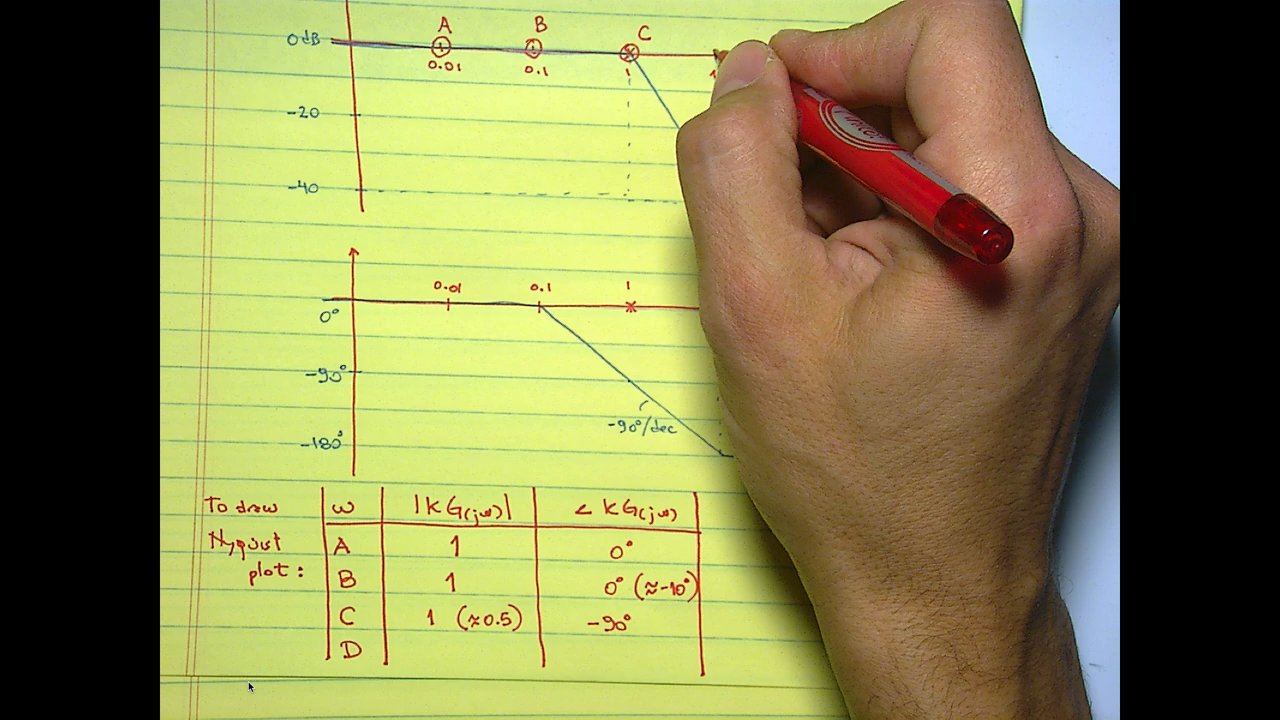 A B C
0dB
0.01 0.1 1
-20
-40
0.01 0.1 1
0°
-90°
-90°/dec
-180°
To draw
Nyquist
plot:
ω |KG(jω)| ∠ KG(jω)
A 1 0°
B 1 0° (≈-10°)
C 1 (≈0.5) -90°
D